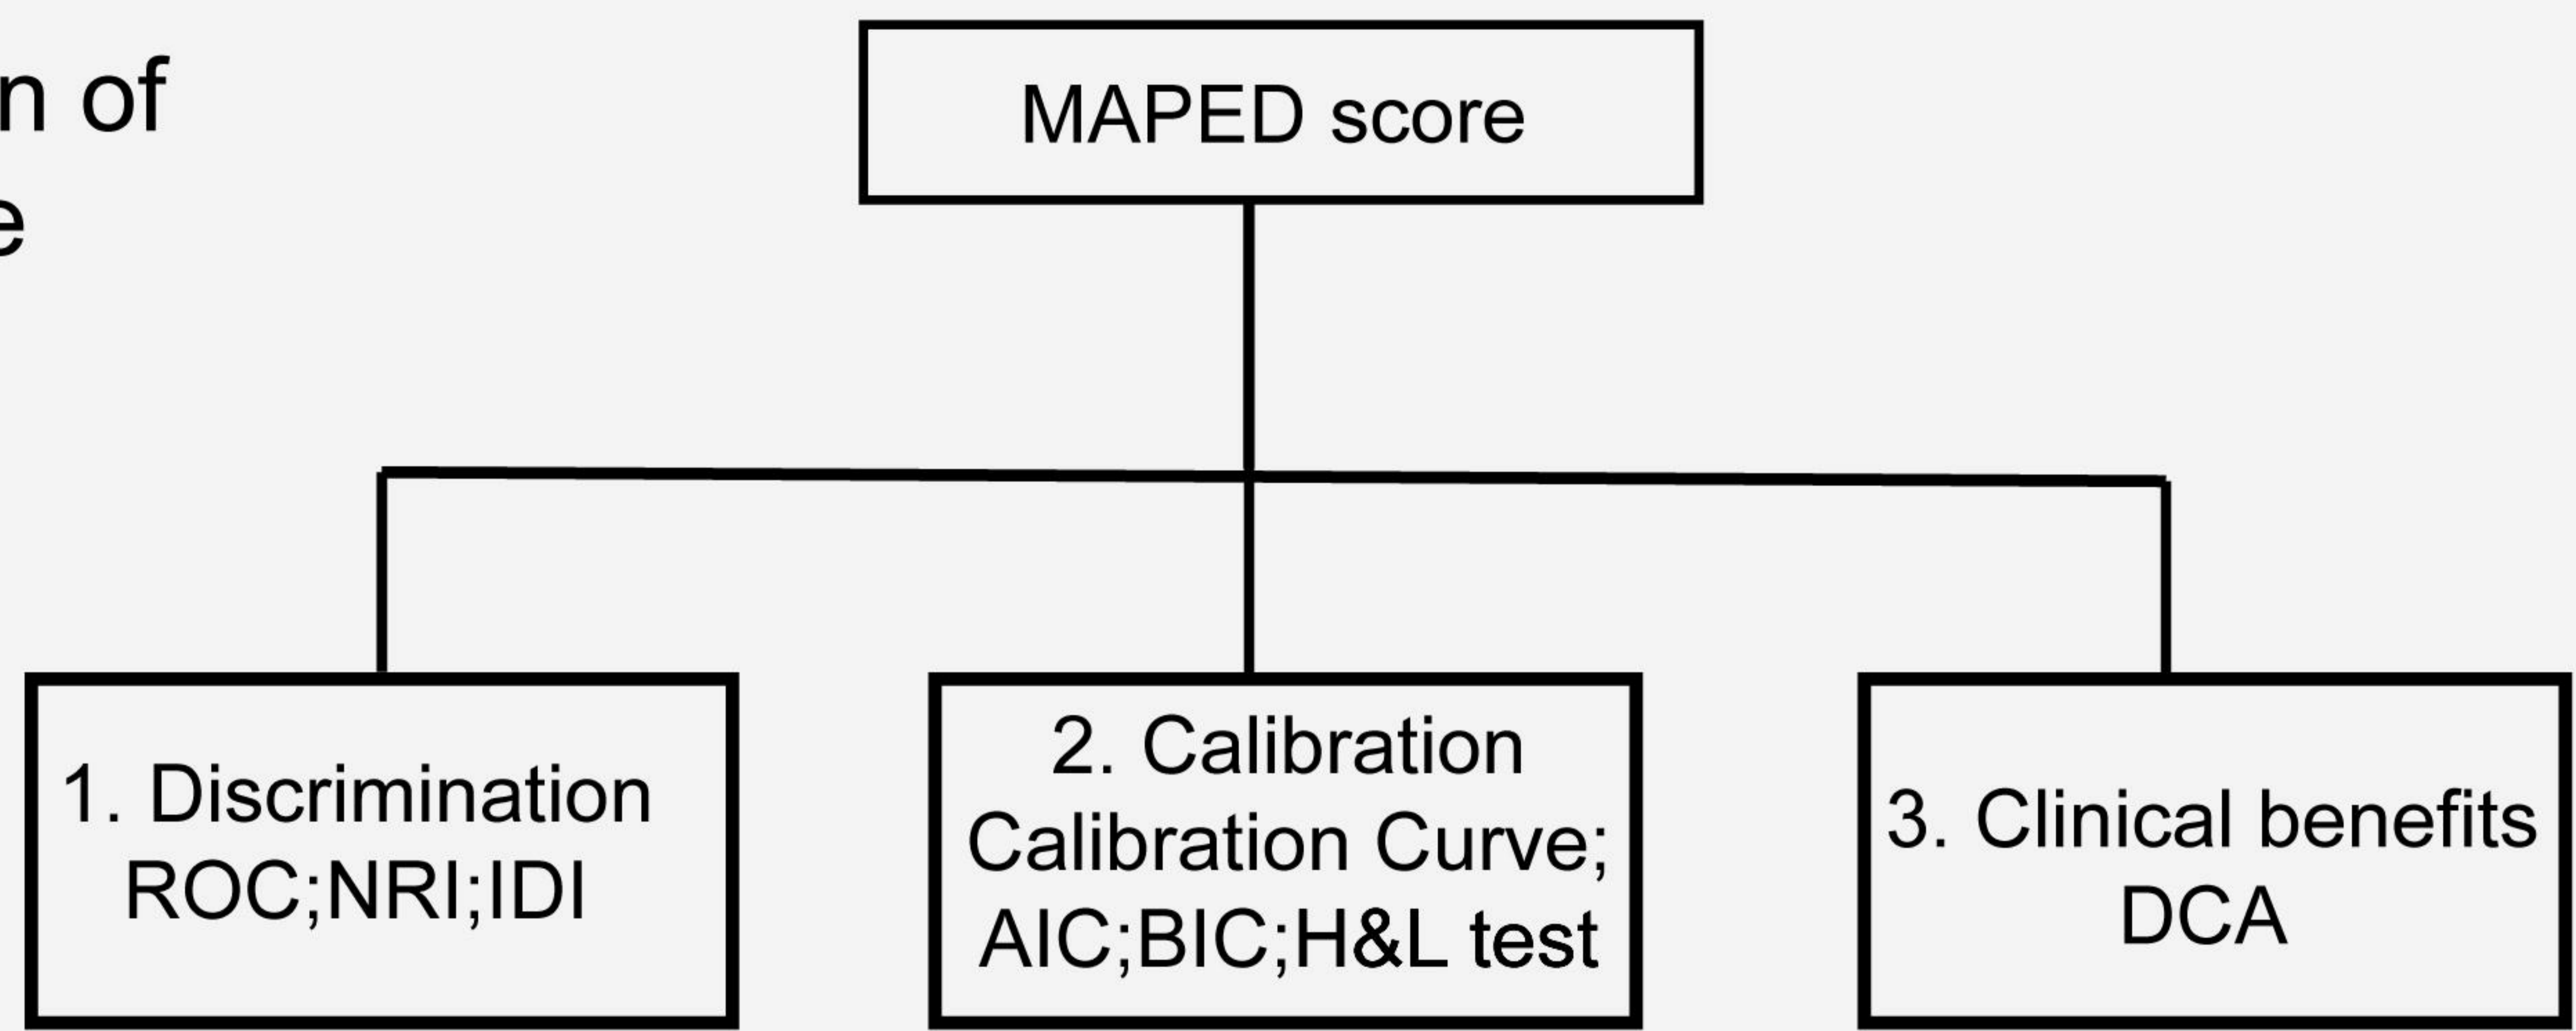 n of
e
MAPED score
1. Discrimination
ROC;NRI;IDI
2. Calibration
Calibration Curve;
AIC;BIC;H&L test
3. Clinical benefits
DCA